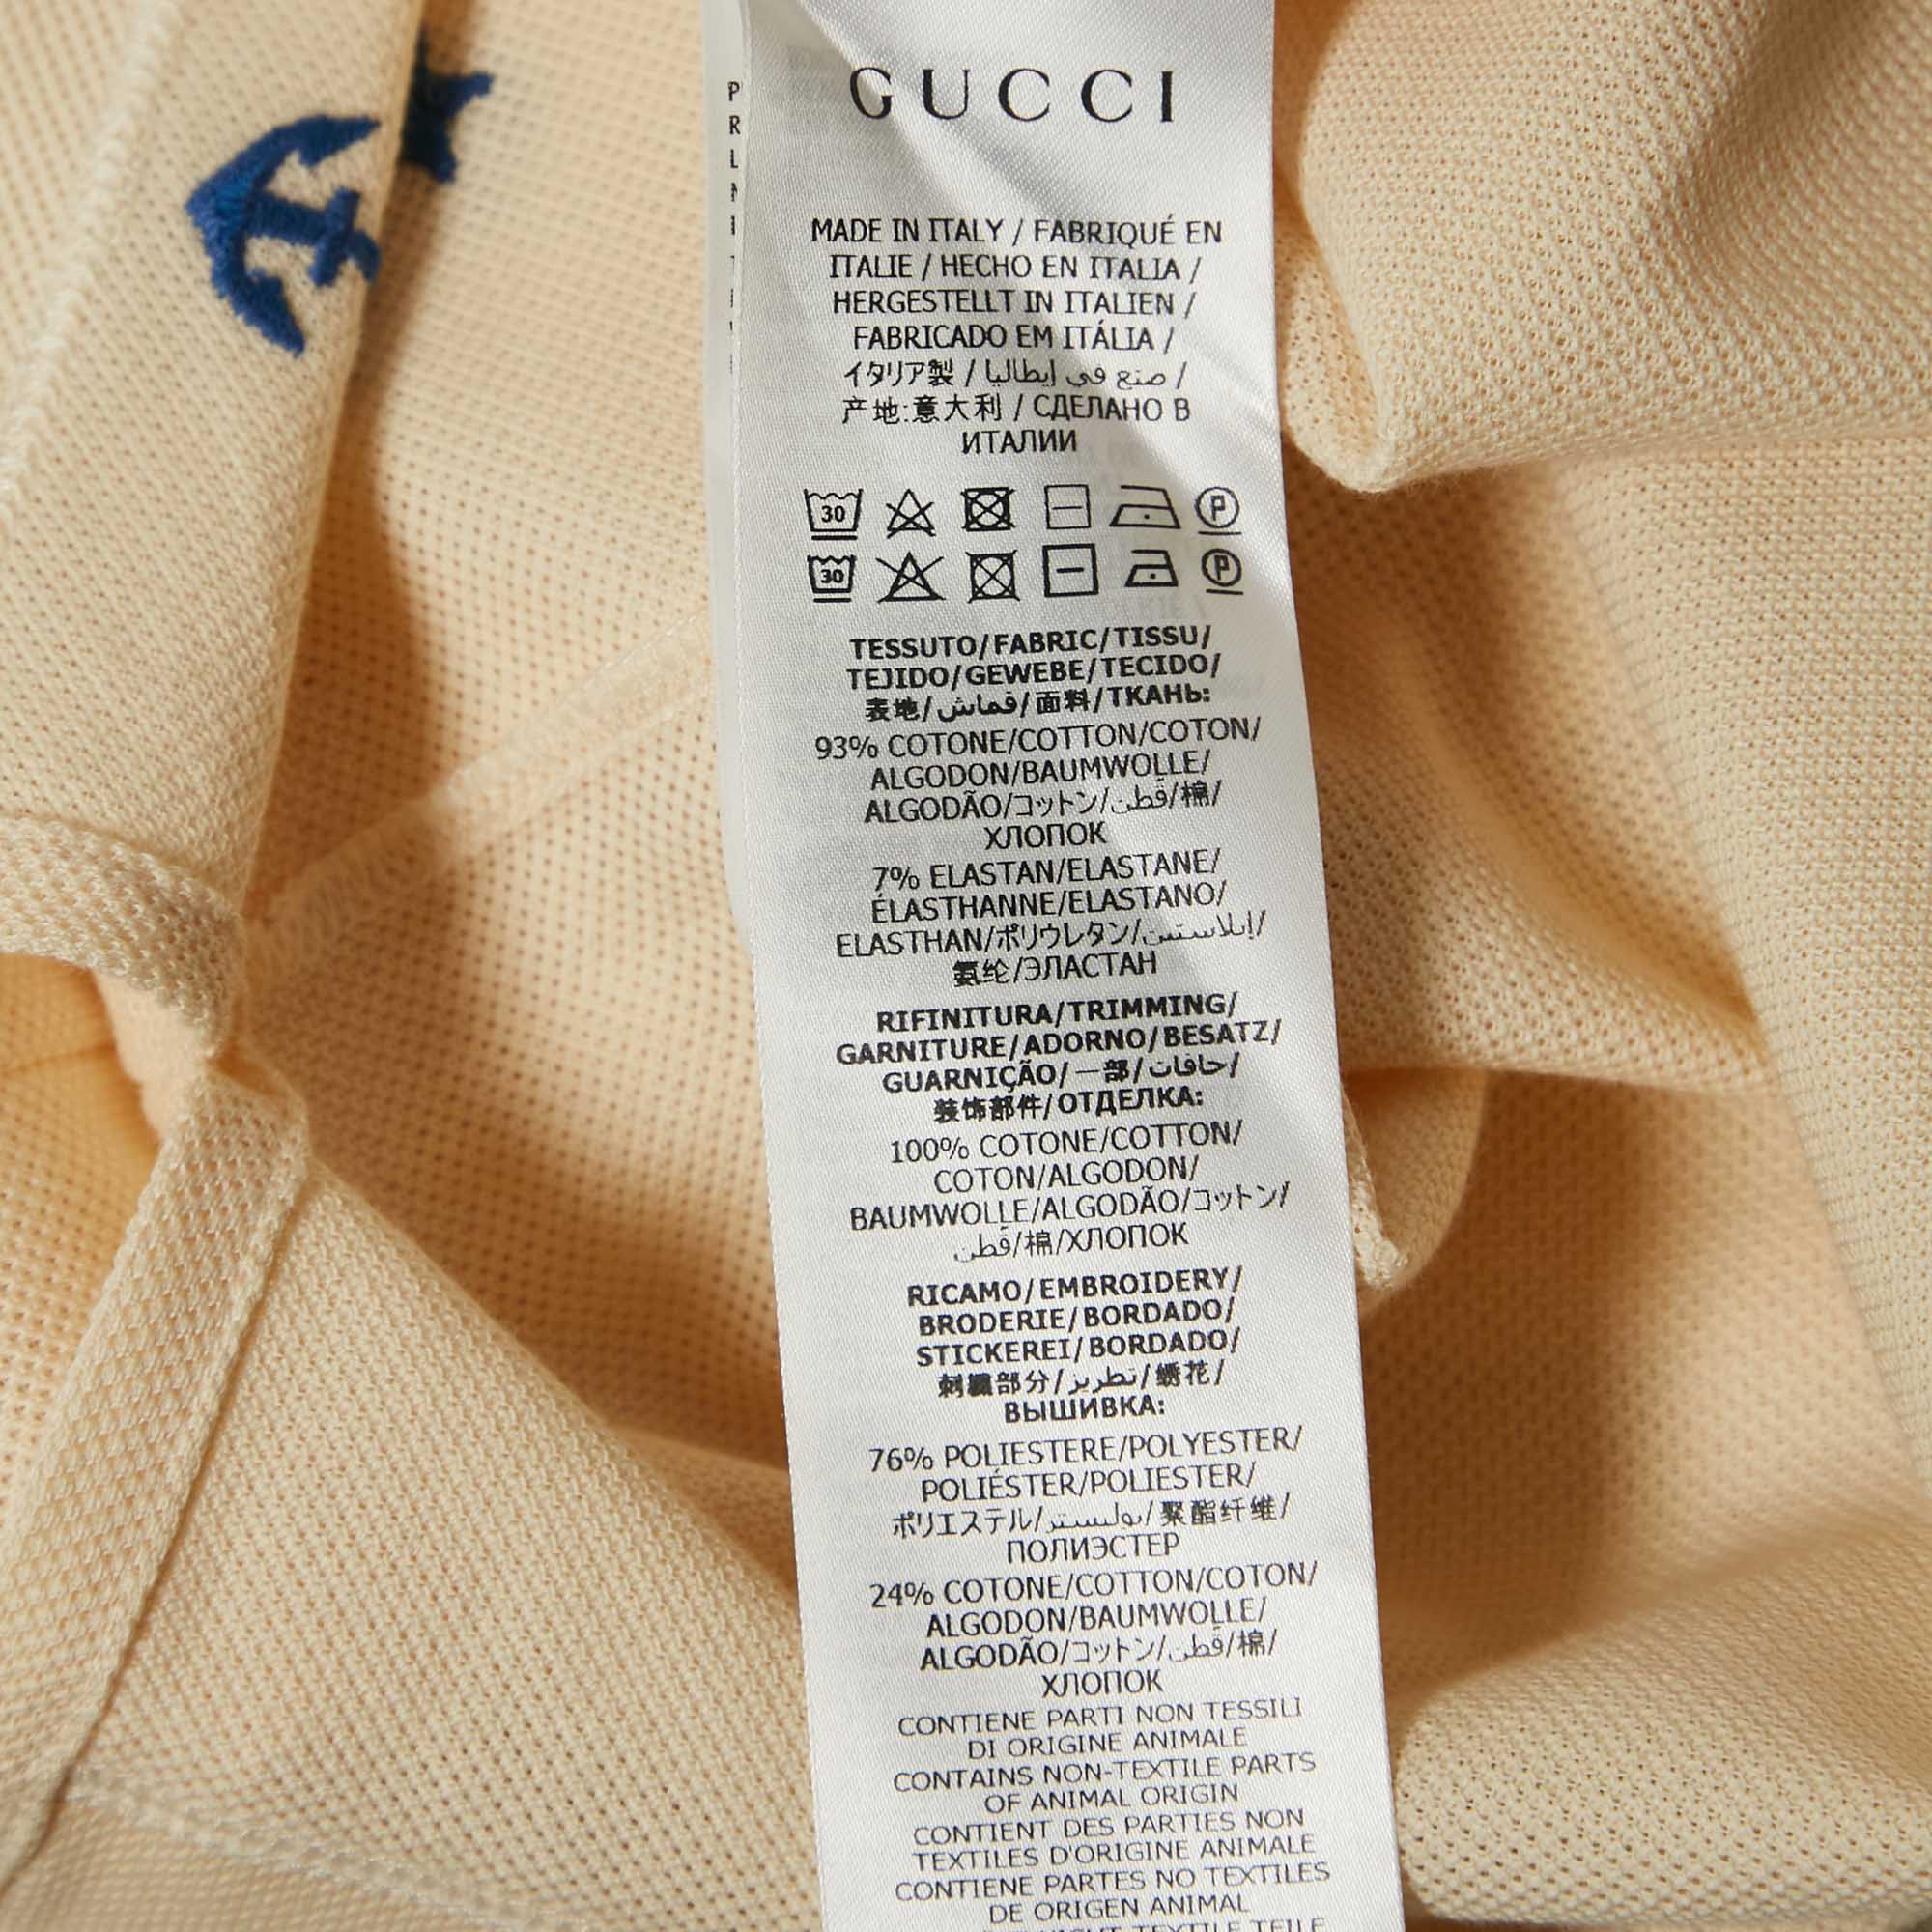 GUCCI
MADE IN ITALY / FABRIQUÉ EN
ITALIE / HECHO EN ITALIA /
HERGESTELLT IN ITALIEN /
FABRICADO EM ITÁLIA /
イタリア製 / صنع في إيطاليا /
产地:意大利 / СДЕЛАНО В
ИТАЛИИ
30 P
30 P
TESSUTO/FABRIC/TISSU/
TEJIDO/GEWEBE/TECIDO/
表地/قماش/面料/ТКАНЬ:
93% COTONE/COTTON/COTON/
ALGODON/BAUMWOLLE/
ALGODÃO/コットン/قطن/棉/
ХЛОПОК
7% ELASTAN/ELASTANE/
ÉLASTHANNE/ELASTANO/
ELASTHAN/ポリウレタン/إيلاستين/
氨纶/ЭЛАСТАН
RIFINITURA/TRIMMING/
GARNITURE/ADORNO/BESATZ/
GUARNIÇÃO/一部/حافات/
装饰部件/ОТДЕЛКА:
100% COTONE/COTTON/
COTON/ALGODON/
BAUMWOLLE/ALGODÃO/コットン/
قطن/棉/ХЛОПОК
RICAMO/EMBROIDERY/
BRODERIE/BORDADO/
STICKEREI/BORDADO/
刺繍部分/تطريز/绣花/
ВЫШИВКА:
76% POLIESTERE/POLYESTER/
POLIÉSTER/POLIESTER/
ポリエステル/بوليستر/聚酯纤维/
ПОЛИЭСТЕР
24% COTONE/COTTON/COTON/
ALGODON/BAUMWOLLE/
ALGODÃO/コットン/قطن/棉/
ХЛОПОК
CONTIENE PARTI NON TESSILI
DI ORIGINE ANIMALE
CONTAINS NON-TEXTILE PARTS
OF ANIMAL ORIGIN
CONTIENT DES PARTIES NON
TEXTILES D'ORIGINE ANIMALE
CONTIENE PARTES NO TEXTILES
DE ORIGEN ANIMAL
TEXTILE TEILE